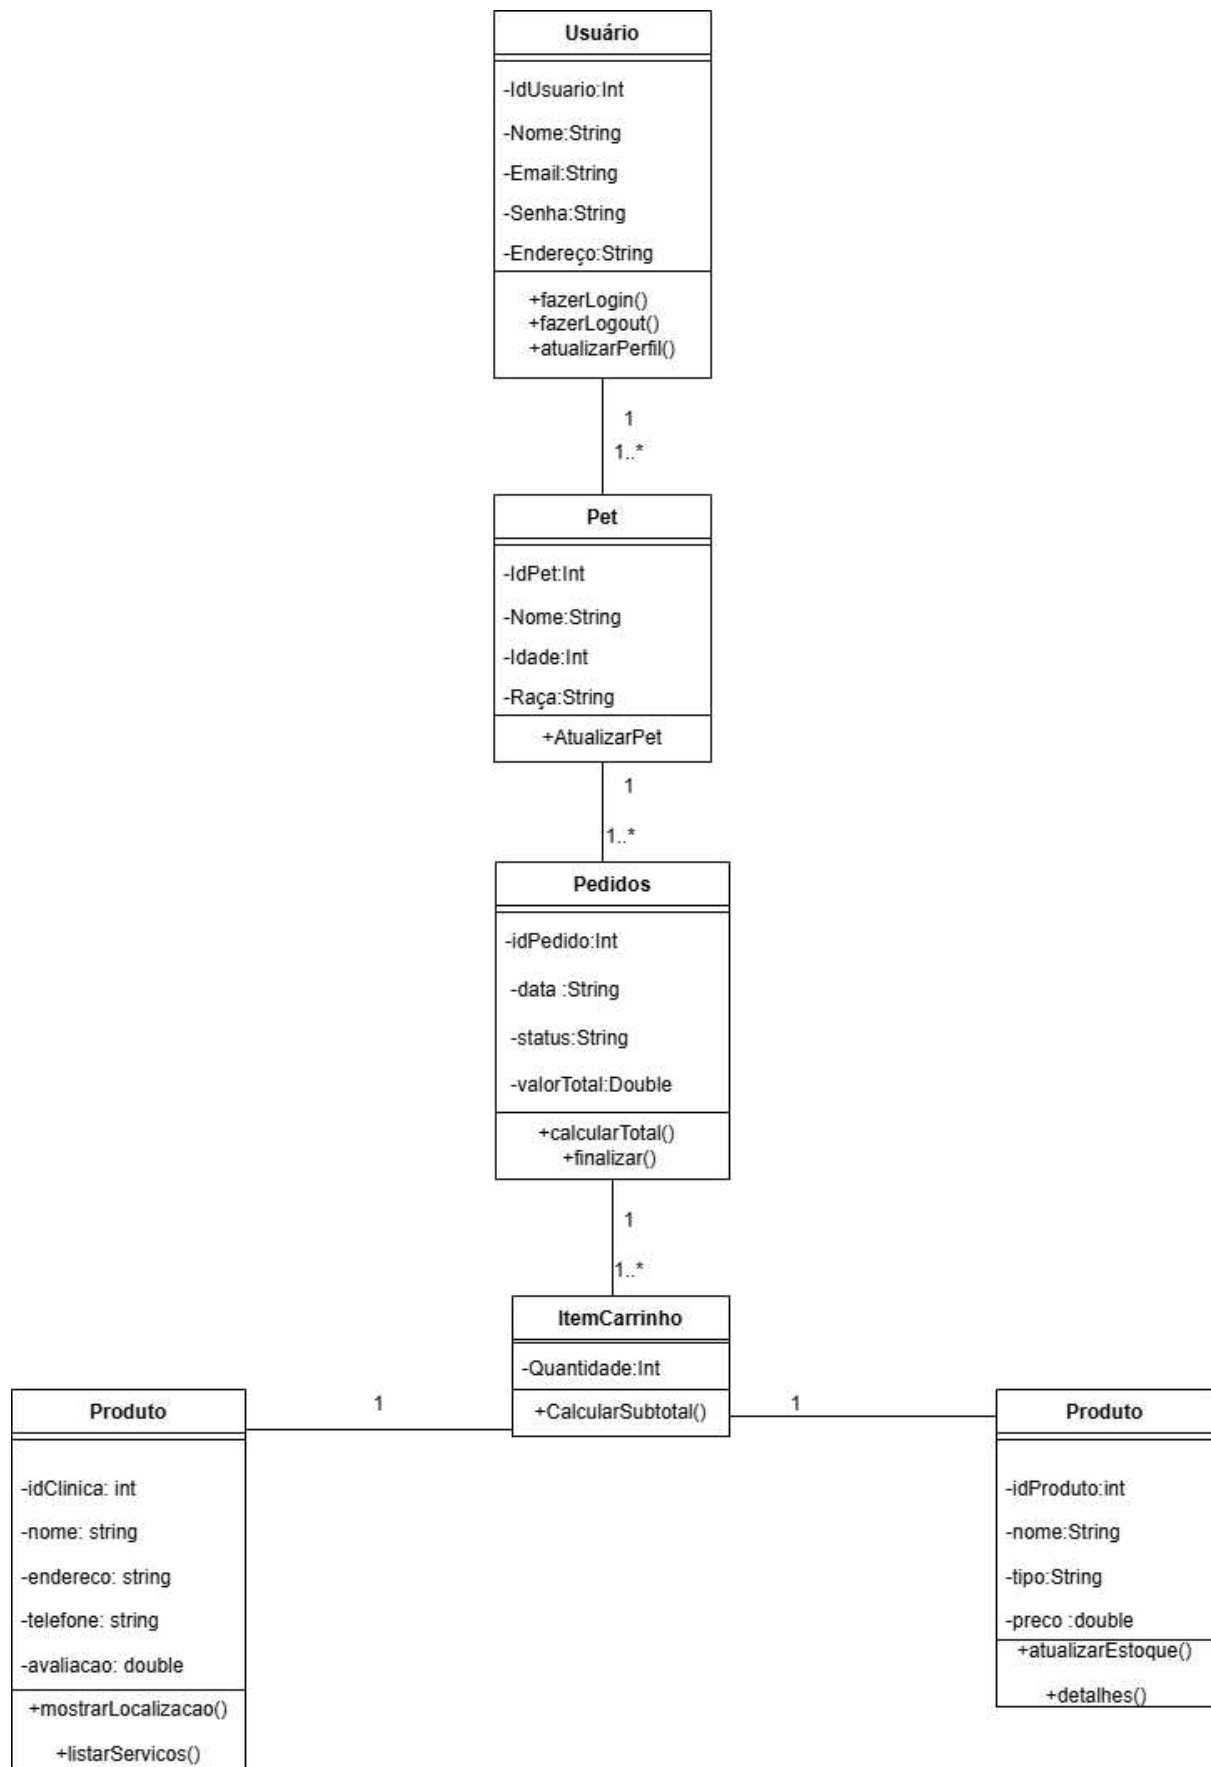 Usuário
-IdUsuario:Int
-Nome:String
-Email:String
-Senha:String
-Endereço:String
+fazerLogin()
+fazerLogout()
+atualizarPerfil()
1
1..*
Pet
-IdPet:Int
-Nome:String
-Idade:Int
-Raça:String
+AtualizarPet
1
1..*
Pedidos
-idPedido:Int
-data :String
-status:String
-valorTotal:Double
+calcularTotal()
+finalizar()
1
1..*
ItemCarrinho
-Quantidade:Int
+CalcularSubtotal()
1
1
Produto
-idClinica: int
-nome: string
-endereco: string
-telefone: string
-avaliacao: double
+mostrarLocalizacao()
+listarServicos()
Produto
-idProduto:int
-nome:String
-tipo:String
-preco :double
+atualizarEstoque()
+detalhes()